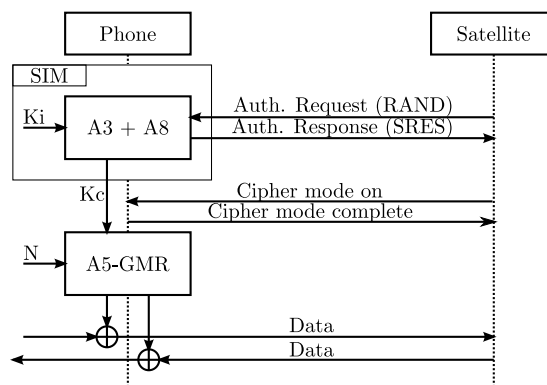 Phone
Satellite
SIM
Ki
A3 + A8
Auth. Request (RAND)
Auth. Response (SRES)
Kc
Cipher mode on
Cipher mode complete
N
A5-GMR
Data
Data